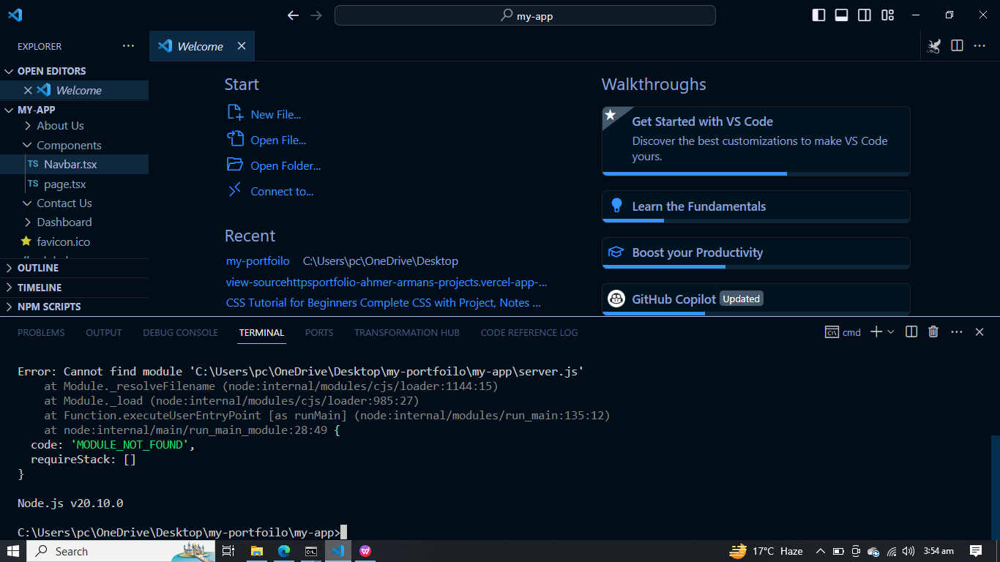 my-app
EXPLORER
Welcome
OPEN EDITORS
Welcome
MY-APP
About Us
Components
TS Navbar.tsx
TS page.tsx
Contact Us
Dashboard
favicon.ico
OUTLINE
TIMELINE
NPM SCRIPTS
Start
New File...
Open File...
Open Folder...
Connect to...
Recent
my-portfoilo C:\Users\pc\OneDrive\Desktop
view-sourcehttpsportfolio-ahmer-armans-projects.vercel-app-...
CSS Tutorial for Beginners Complete CSS with Project, Notes ...
Walkthroughs
Get Started with VS Code
Discover the best customizations to make VS Code
yours.
Learn the Fundamentals
Boost your Productivity
GitHub Copilot Updated
PROBLEMS OUTPUT DEBUG CONSOLE TERMINAL PORTS TRANSFORMATION HUB CODE REFERENCE LOG
cmd
Error: Cannot find module 'C:\Users\pc\OneDrive\Desktop\my-portfoilo\my-app\server.js'
at Module._resolveFilename (node:internal/modules/cjs/loader:1144:15)
at Module._load (node:internal/modules/cjs/loader:985:27)
at Function.executeUserEntryPoint [as runMain] (node:internal/modules/run_main:135:12)
at node:internal/main/run_main_module:28:49 {
code: 'MODULE_NOT_FOUND',
requireStack: []
}
Node.js v20.10.0
C:\Users\pc\OneDrive\Desktop\my-portfoilo\my-app>
Search
17°C Haze
3:54 am